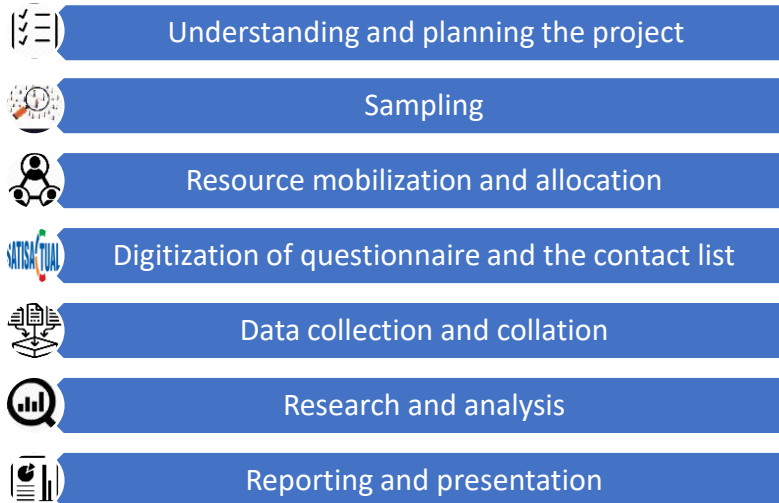 Understanding and planning the project
Sampling
Resource mobilization and allocation
SATISFACTUAL
Digitization of questionnaire and the contact list
Data collection and collation
Research and analysis
Reporting and presentation